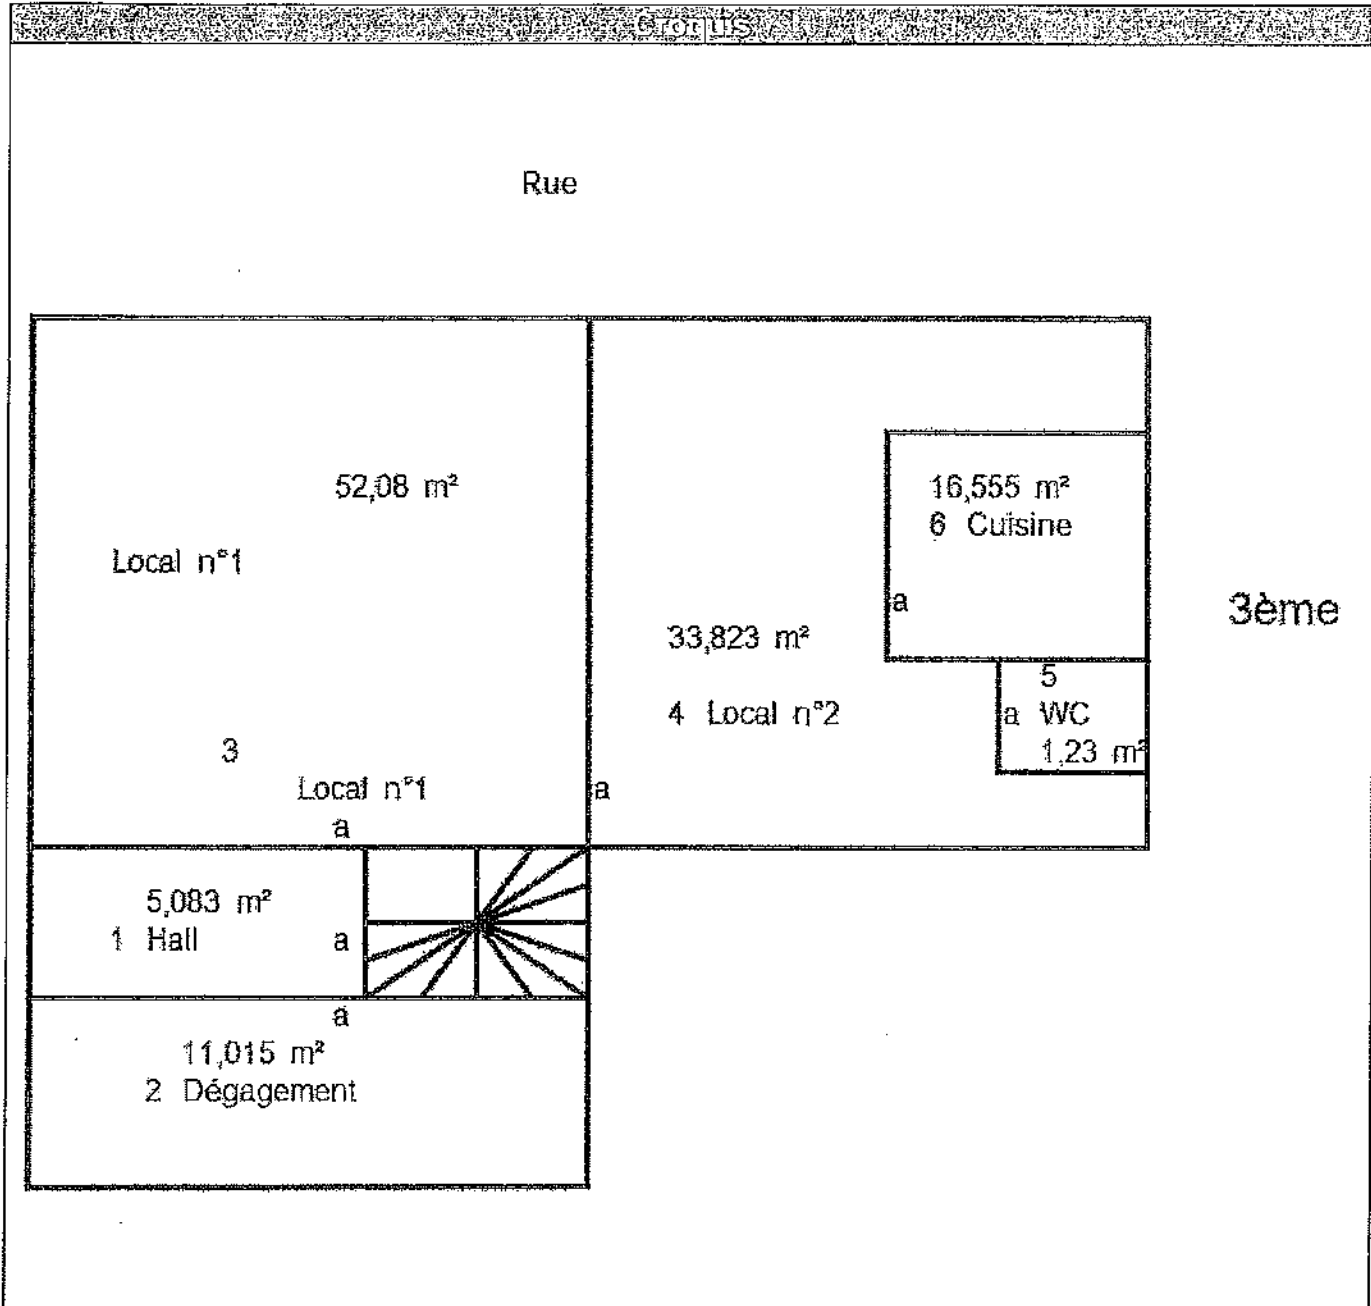 Croquis
Rue
52,08 m²
Local n°1
3
Local n°1
a
33,823 m²
4 Local n°2
a
16,555 m²
6 Cuisine
a
5
a WC
1,23 m²
3ème
5,083 m²
1 Hall a
a
11,015 m²
2 Dégagement